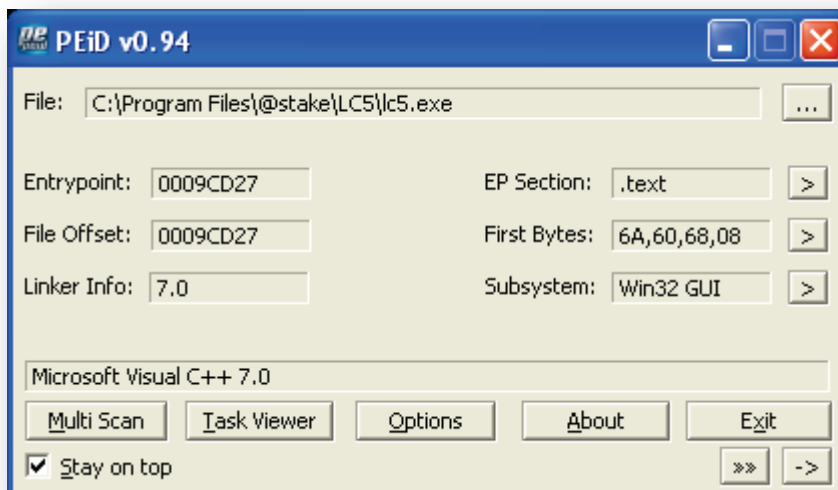 PEiD v0.94
File: C:\Program Files\@stake\LC5\lc5.exe ...
Entrypoint: 0009CD27 EP Section: .text >
File Offset: 0009CD27 First Bytes: 6A,60,68,08 >
Linker Info: 7.0 Subsystem: Win32 GUI >
Microsoft Visual C++ 7.0
Multi Scan Task Viewer Options About Exit
Stay on top »» ->